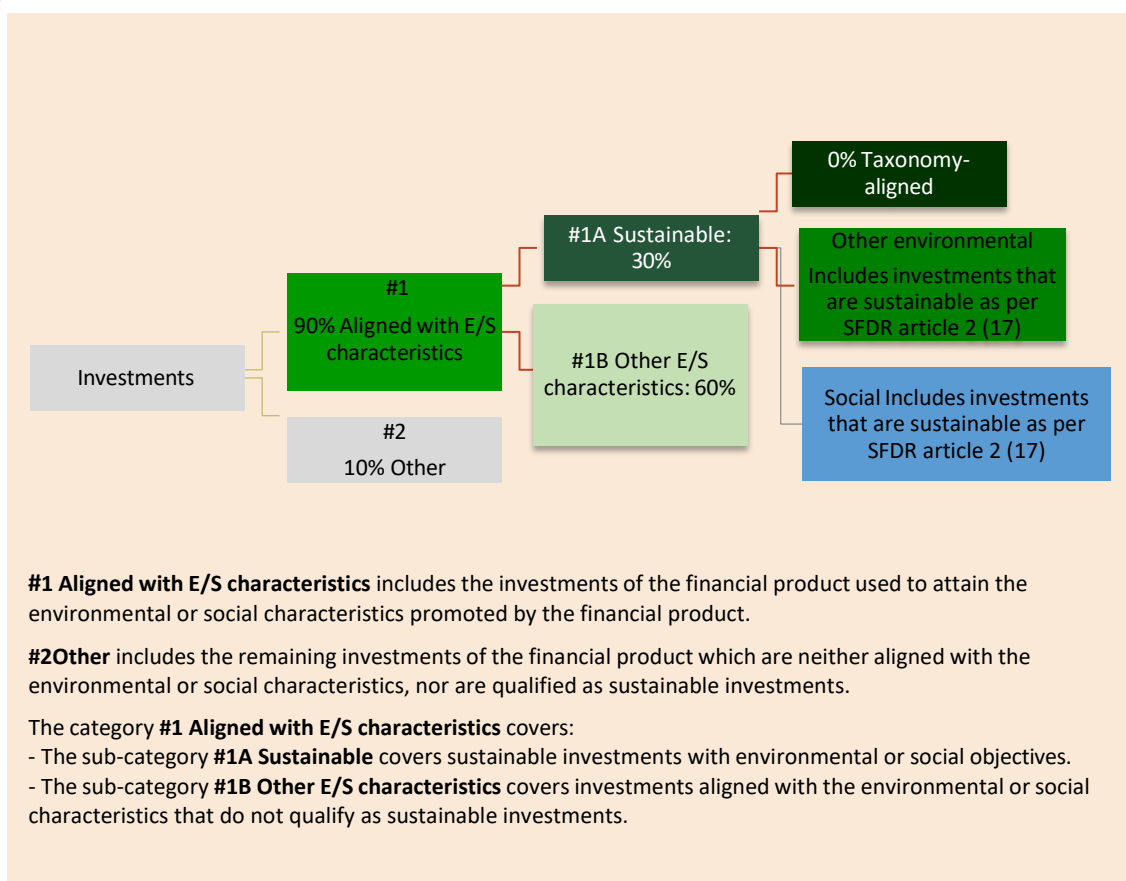 0% Taxonomy-
aligned
#1A Sustainable:
30%
Other environmental
Includes investments that
are sustainable as per
SFDR article 2 (17)
#1
90% Aligned with E/S
characteristics
#1B Other E/S
characteristics: 60%
Investments
Social Includes investments
that are sustainable as per
SFDR article 2 (17)
#2
10% Other
#1 Aligned with E/S characteristics includes the investments of the financial product used to attain the
environmental or social characteristics promoted by the financial product.
#2Other includes the remaining investments of the financial product which are neither aligned with the
environmental or social characteristics, nor are qualified as sustainable investments.
The category #1 Aligned with E/S characteristics covers:
- The sub-category #1A Sustainable covers sustainable investments with environmental or social objectives.
- The sub-category #1B Other E/S characteristics covers investments aligned with the environmental or social
characteristics that do not qualify as sustainable investments.